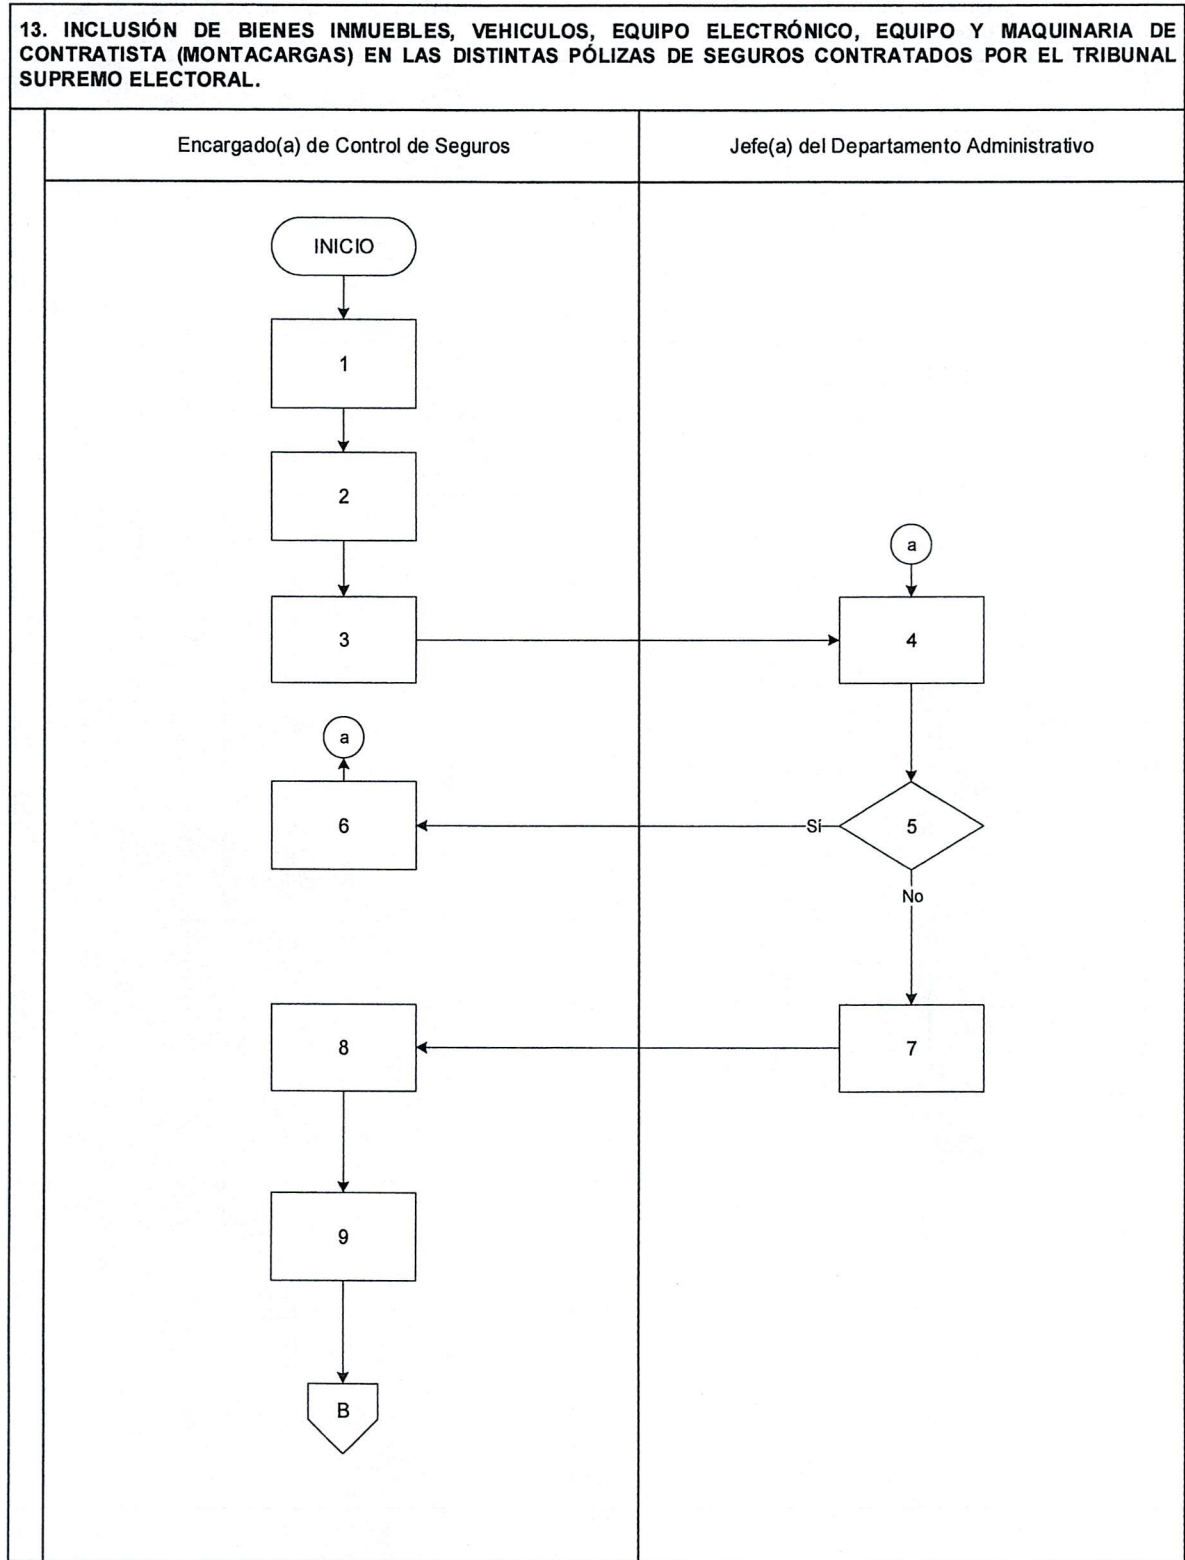 13. INCLUSIÓN DE BIENES INMUEBLES, VEHICULOS, EQUIPO ELECTRÓNICO, EQUIPO Y MAQUINARIA DE
CONTRATISTA (MONTACARGAS) EN LAS DISTINTAS PÓLIZAS DE SEGUROS CONTRATADOS POR EL TRIBUNAL
SUPREMO ELECTORAL.
Encargado(a) de Control de Seguros
Jefe(a) del Departamento Administrativo
INICIO
1
2
a
3
4
a
6
Sí
5
No
8
7
9
B